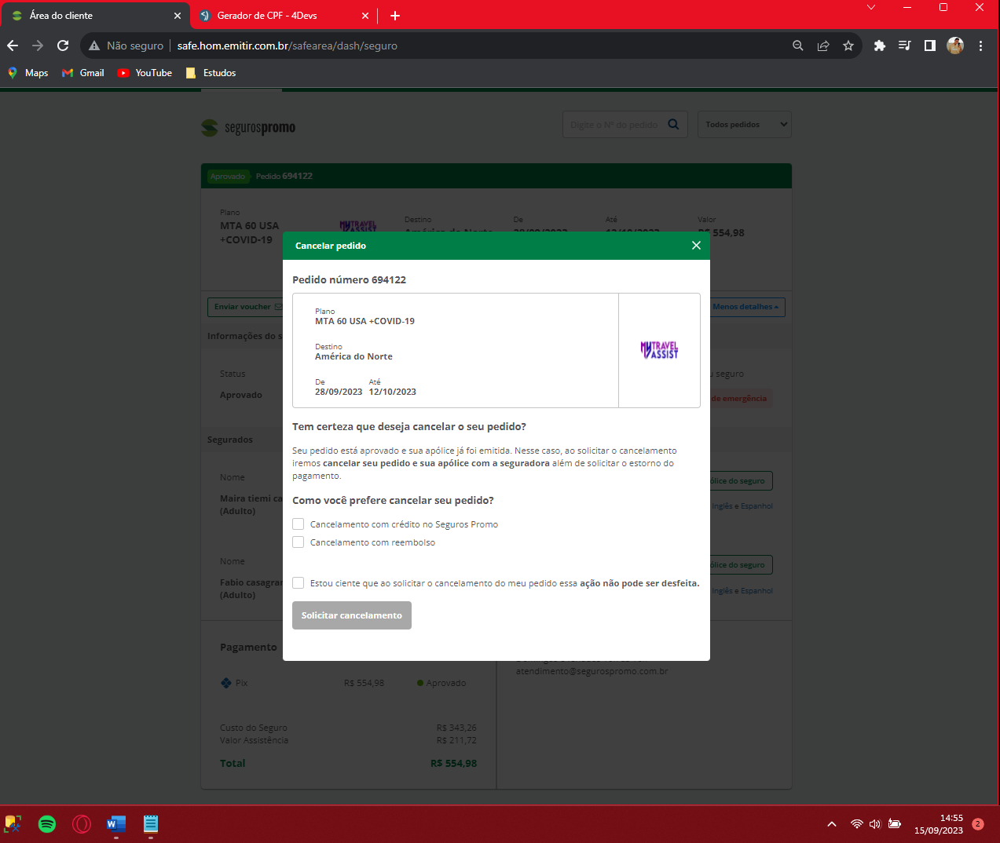 Área do cliente
Gerador de CPF - 4Devs
Não seguro
safe.hom.emitir.com.br/safearea/dash/seguro
Maps
Gmail
YouTube
Estudos
segurospromo
Digite o Nº do pedido
Todos pedidos
Aprovado
Pedido 694122
Plano
MTA 60 USA
+COVID-19
MYTRAVEL
Destino
América do Norte
De
28/09/2023
Até
12/10/2023
Valor
R$ 554,98
Cancelar pedido
Pedido número 694122
Plano
MTA 60 USA +COVID-19
Destino
América do Norte
De
Até
28/09/2023
12/10/2023
MYTRAVEL
ASSIST
Tem certeza que deseja cancelar o seu pedido?
Seu pedido está aprovado e sua apólice já foi emitida. Nesse caso, ao solicitar o cancelamento
iremos cancelar seu pedido e sua apólice com a seguradora além de solicitar o estorno do
pagamento.
Como você prefere cancelar seu pedido?
Cancelamento com crédito no Seguros Promo
Cancelamento com reembolso
Estou ciente que ao solicitar o cancelamento do meu pedido essa ação não pode ser desfeita.
Solicitar cancelamento
Enviar voucher
Menos detalhes
Informações do s
Status
Aprovado
seguro
de emergência
Segurados
Nome
Maira tiemi ca
(Adulto)
ólice do seguro
Inglês e Espanhol
Nome
Fabio casagrar
(Adulto)
ólice do seguro
Inglês e Espanhol
Pagamento
Pix
R$ 554,98
Aprovado
Custo do Seguro
R$ 343,26
Valor Assistência
R$ 211,72
Total
R$ 554,98
atendimento@segurospromo.com.br
14:55
15/09/2023
2